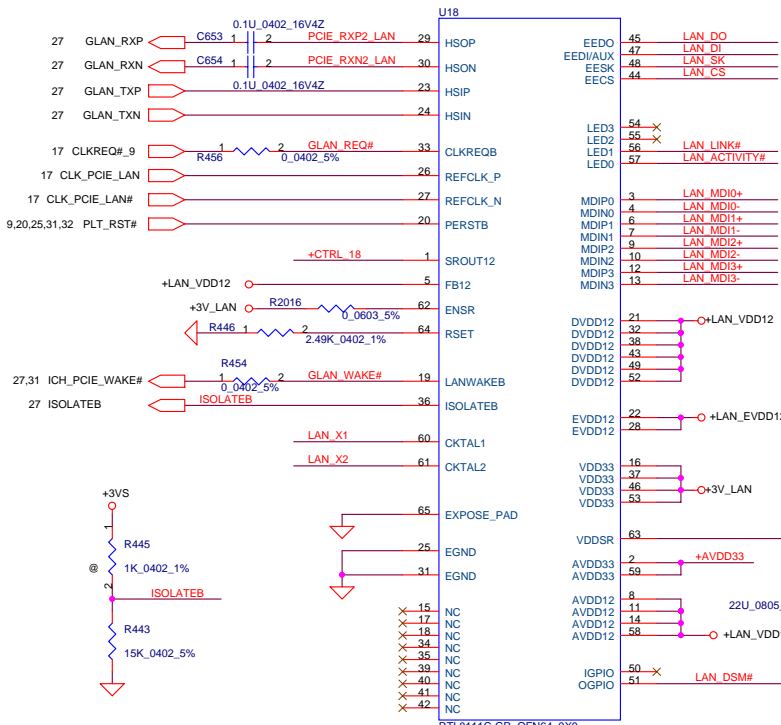 U18
0.1U_0402_16V4Z
27 GLAN_RXP C653 1 2 PCIE_RXP2_LAN 29 HSOP
27 GLAN_RXN C654 1 2 PCIE_RXN2_LAN 30 HSON
0.1U_0402_16V4Z
27 GLAN_TXP 23 HSIP
27 GLAN_TXN 24 HSIN
17 CLKREQ#_9 1 2 GLAN_REQ# 33 CLKREQB
R456 0_0402_5%
17 CLK_PCIE_LAN 26 REFCLK_P
17 CLK_PCIE_LAN# 27 REFCLK_N
9,20,25,31,32 PLT_RST# 20 PERSTB
+CTRL_18 1 SROUT12
+LAN_VDD12 5 FB12
+3V_LAN R2016 62 ENSR
0_0603_5%
R446 1 2 64 RSET
2.49K_0402_1%
R454
27,31 ICH_PCIE_WAKE# 1 2 GLAN_WAKE# 19 LANWAKEB
0_0402_5%
27 ISOLATEB ISOLATEB 36 ISOLATEB
LAN_X1 60 CKTAL1
LAN_X2 61 CKTAL2
65 EXPOSE_PAD
25 EGND
31 EGND
15 NC
17 NC
18 NC
34 NC
35 NC
39 NC
40 NC
41 NC
42 NC
+3VS
1
R445
@ 1K_0402_1%
2
ISOLATEB
R443
15K_0402_5%
EEDO 45 LAN_DO
EEDI/AUX 47 LAN_DI
EESK 48 LAN_SK
EECS 44 LAN_CS
LED3 54
LED2 55
LED1 56 LAN_LINK#
LED0 57 LAN_ACTIVITY#
MDIP0 3 LAN_MDI0+
MDIN0 4 LAN_MDI0-
MDIP1 6 LAN_MDI1+
MDIN1 7 LAN_MDI1-
MDIP2 9 LAN_MDI2+
MDIN2 10 LAN_MDI2-
MDIP3 12 LAN_MDI3+
MDIN3 13 LAN_MDI3-
DVDD12 21 +LAN_VDD12
DVDD12 32
DVDD12 38
DVDD12 43
DVDD12 49
DVDD12 52
EVDD12 22 +LAN_EVDD12
EVDD12 28
VDD33 16
VDD33 37
VDD33 46 +3V_LAN
VDD33 53
VDDSR 63
AVDD33 2 +AVDD33
AVDD33 59
AVDD12 8
AVDD12 11 22U_0805_
AVDD12 14
AVDD12 58 +LAN_VDD1
IGPIO 50
OGPIO 51 LAN_DSM#